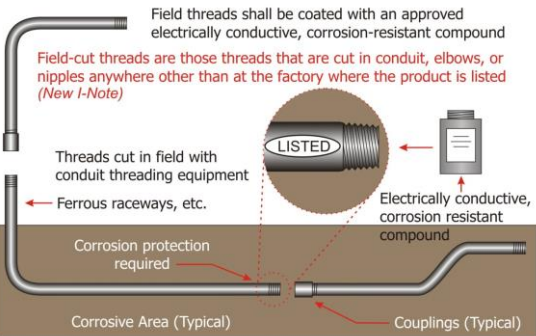 Field threads shall be coated with an approved
electrically conductive, corrosion-resistant compound
Field-cut threads are those threads that are cut in conduit, elbows, or
nipples anywhere other than at the factory where the product is listed
(New I-Note)
LISTED
Threads cut in field with
conduit threading equipment
Ferrous raceways, etc.
Electrically conductive,
corrosion resistant
compound
Corrosion protection
required
Corrosive Area (Typical)
Couplings (Typical)